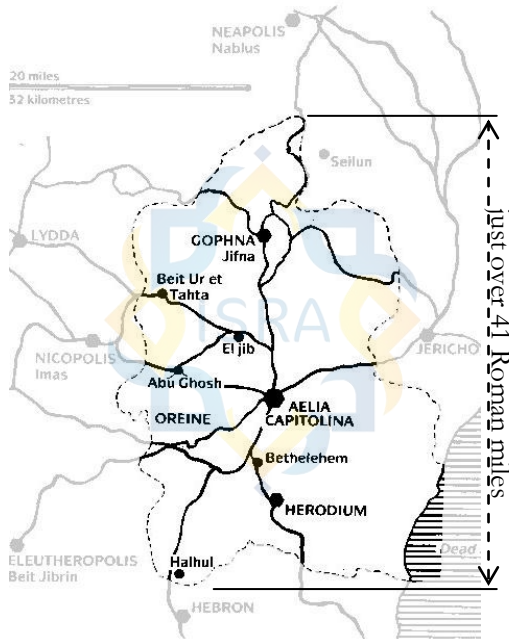 NEAPOLIS
Nablus
20 miles
32 kilometres
Seilun
LYDDA
GOPHNA
Jifna
Beit Ur et
Tahta
ISRA
El jib
NICOPOLIS
Imas
JERICHO
Abu Ghosh
AELIA
CAPITOLINA
OREINE
Bethelehem
HERODIUM
ELEUTHEROPOLIS
Beit Jibrin
Halhul
Dead
HEBRON
just over 41 Roman miles